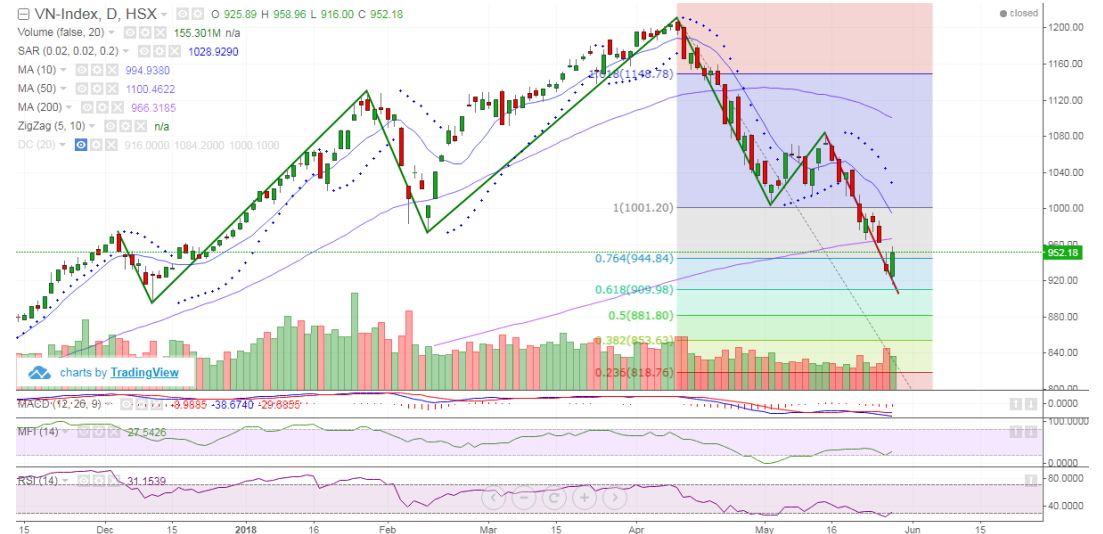 VN-Index, D, HSX O 925.89 H 958.96 L 916.00 C 952.18
closed
Volume (false, 20) 155.301M n/a
SAR (0.02, 0.02, 0.2) 1028.9290
MA (10) 994.9380
MA (50) 1100.4622
MA (200) 966.3185
ZigZag (5, 10) n/a
DC (20) 916.0000 1084.2000 1000.1000
1200.00
1160.00
1120.00
1080.00
1040.00
1000.00
960.00
952.18
920.00
880.00
840.00
800.00
1.618(1148.78)
1(1001.20)
0.764(944.84)
0.618(909.98)
0.5(881.80)
0.382(853.63)
0.236(818.76)
charts by TradingView
MACD (12, 26, 9) -8.9885 -38.6740 -29.6855
0.0000
MFI (14) 27.5426
100.0000
0.0000
RSI (14) 31.1539
80.0000
40.0000
15 Dec 15 2018 16 Feb Mar 15 Apr May 16 Jun 15